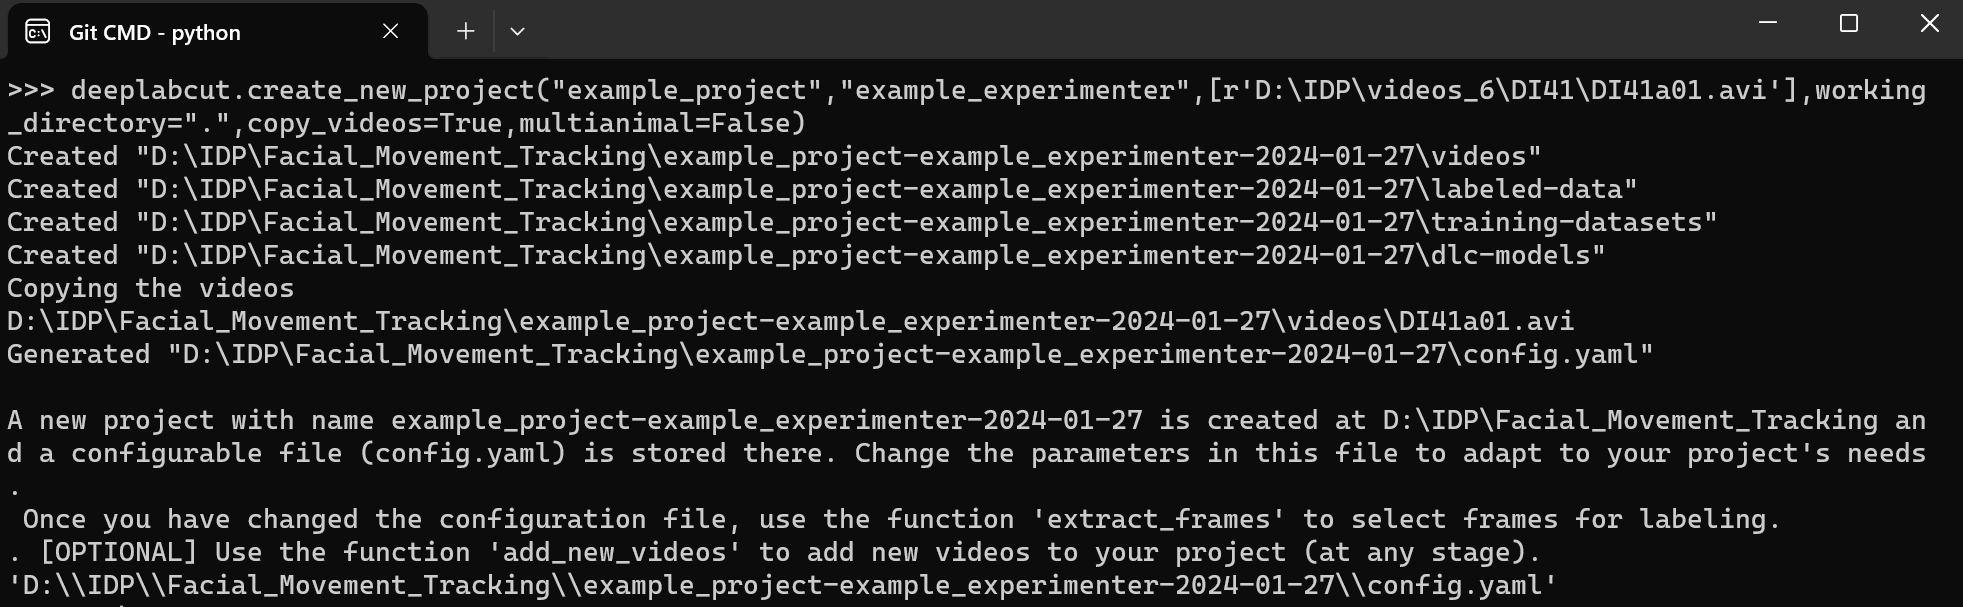 Git CMD - python
>>> deeplabcut.create_new_project("example_project","example_experimenter",[r'D:\IDP\videos_6\DI41\DI41a01.avi'],working
_directory=".",copy_videos=True,multianimal=False)
Created "D:\IDP\Facial_Movement_Tracking\example_project-example_experimenter-2024-01-27\videos"
Created "D:\IDP\Facial_Movement_Tracking\example_project-example_experimenter-2024-01-27\labeled-data"
Created "D:\IDP\Facial_Movement_Tracking\example_project-example_experimenter-2024-01-27\training-datasets"
Created "D:\IDP\Facial_Movement_Tracking\example_project-example_experimenter-2024-01-27\dlc-models"
Copying the videos
D:\IDP\Facial_Movement_Tracking\example_project-example_experimenter-2024-01-27\videos\DI41a01.avi
Generated "D:\IDP\Facial_Movement_Tracking\example_project-example_experimenter-2024-01-27\config.yaml"

A new project with name example_project-example_experimenter-2024-01-27 is created at D:\IDP\Facial_Movement_Tracking an
d a configurable file (config.yaml) is stored there. Change the parameters in this file to adapt to your project's needs
.
 Once you have changed the configuration file, use the function 'extract_frames' to select frames for labeling.
. [OPTIONAL] Use the function 'add_new_videos' to add new videos to your project (at any stage).
'D:\\IDP\\Facial_Movement_Tracking\\example_project-example_experimenter-2024-01-27\\config.yaml'